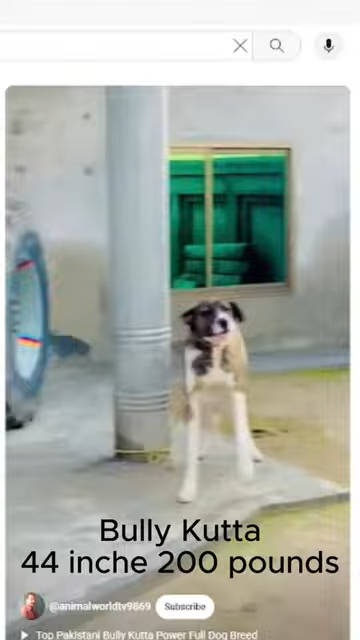 Bully Kutta
44 inche 200 pounds
@animalworldtv9869 Subscribe
Top Pakistani Bully Kutta Power Full Dog Breed